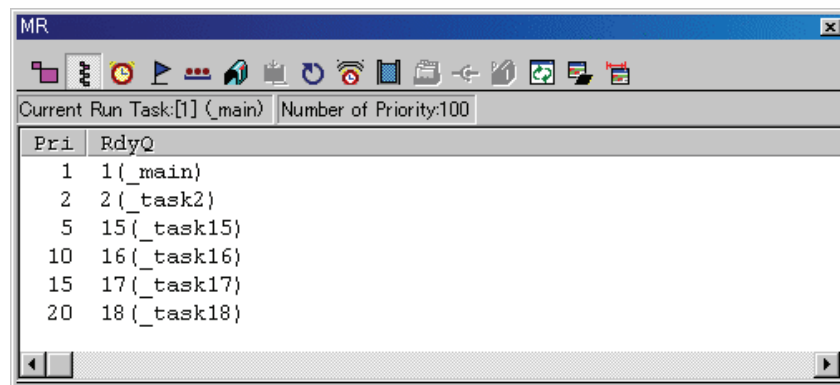 MR
Current Run Task:[1] (_main) Number of Priority:100
Pri RdyQ
1 1(_main)
2 2(_task2)
5 15(_task15)
10 16(_task16)
15 17(_task17)
20 18(_task18)